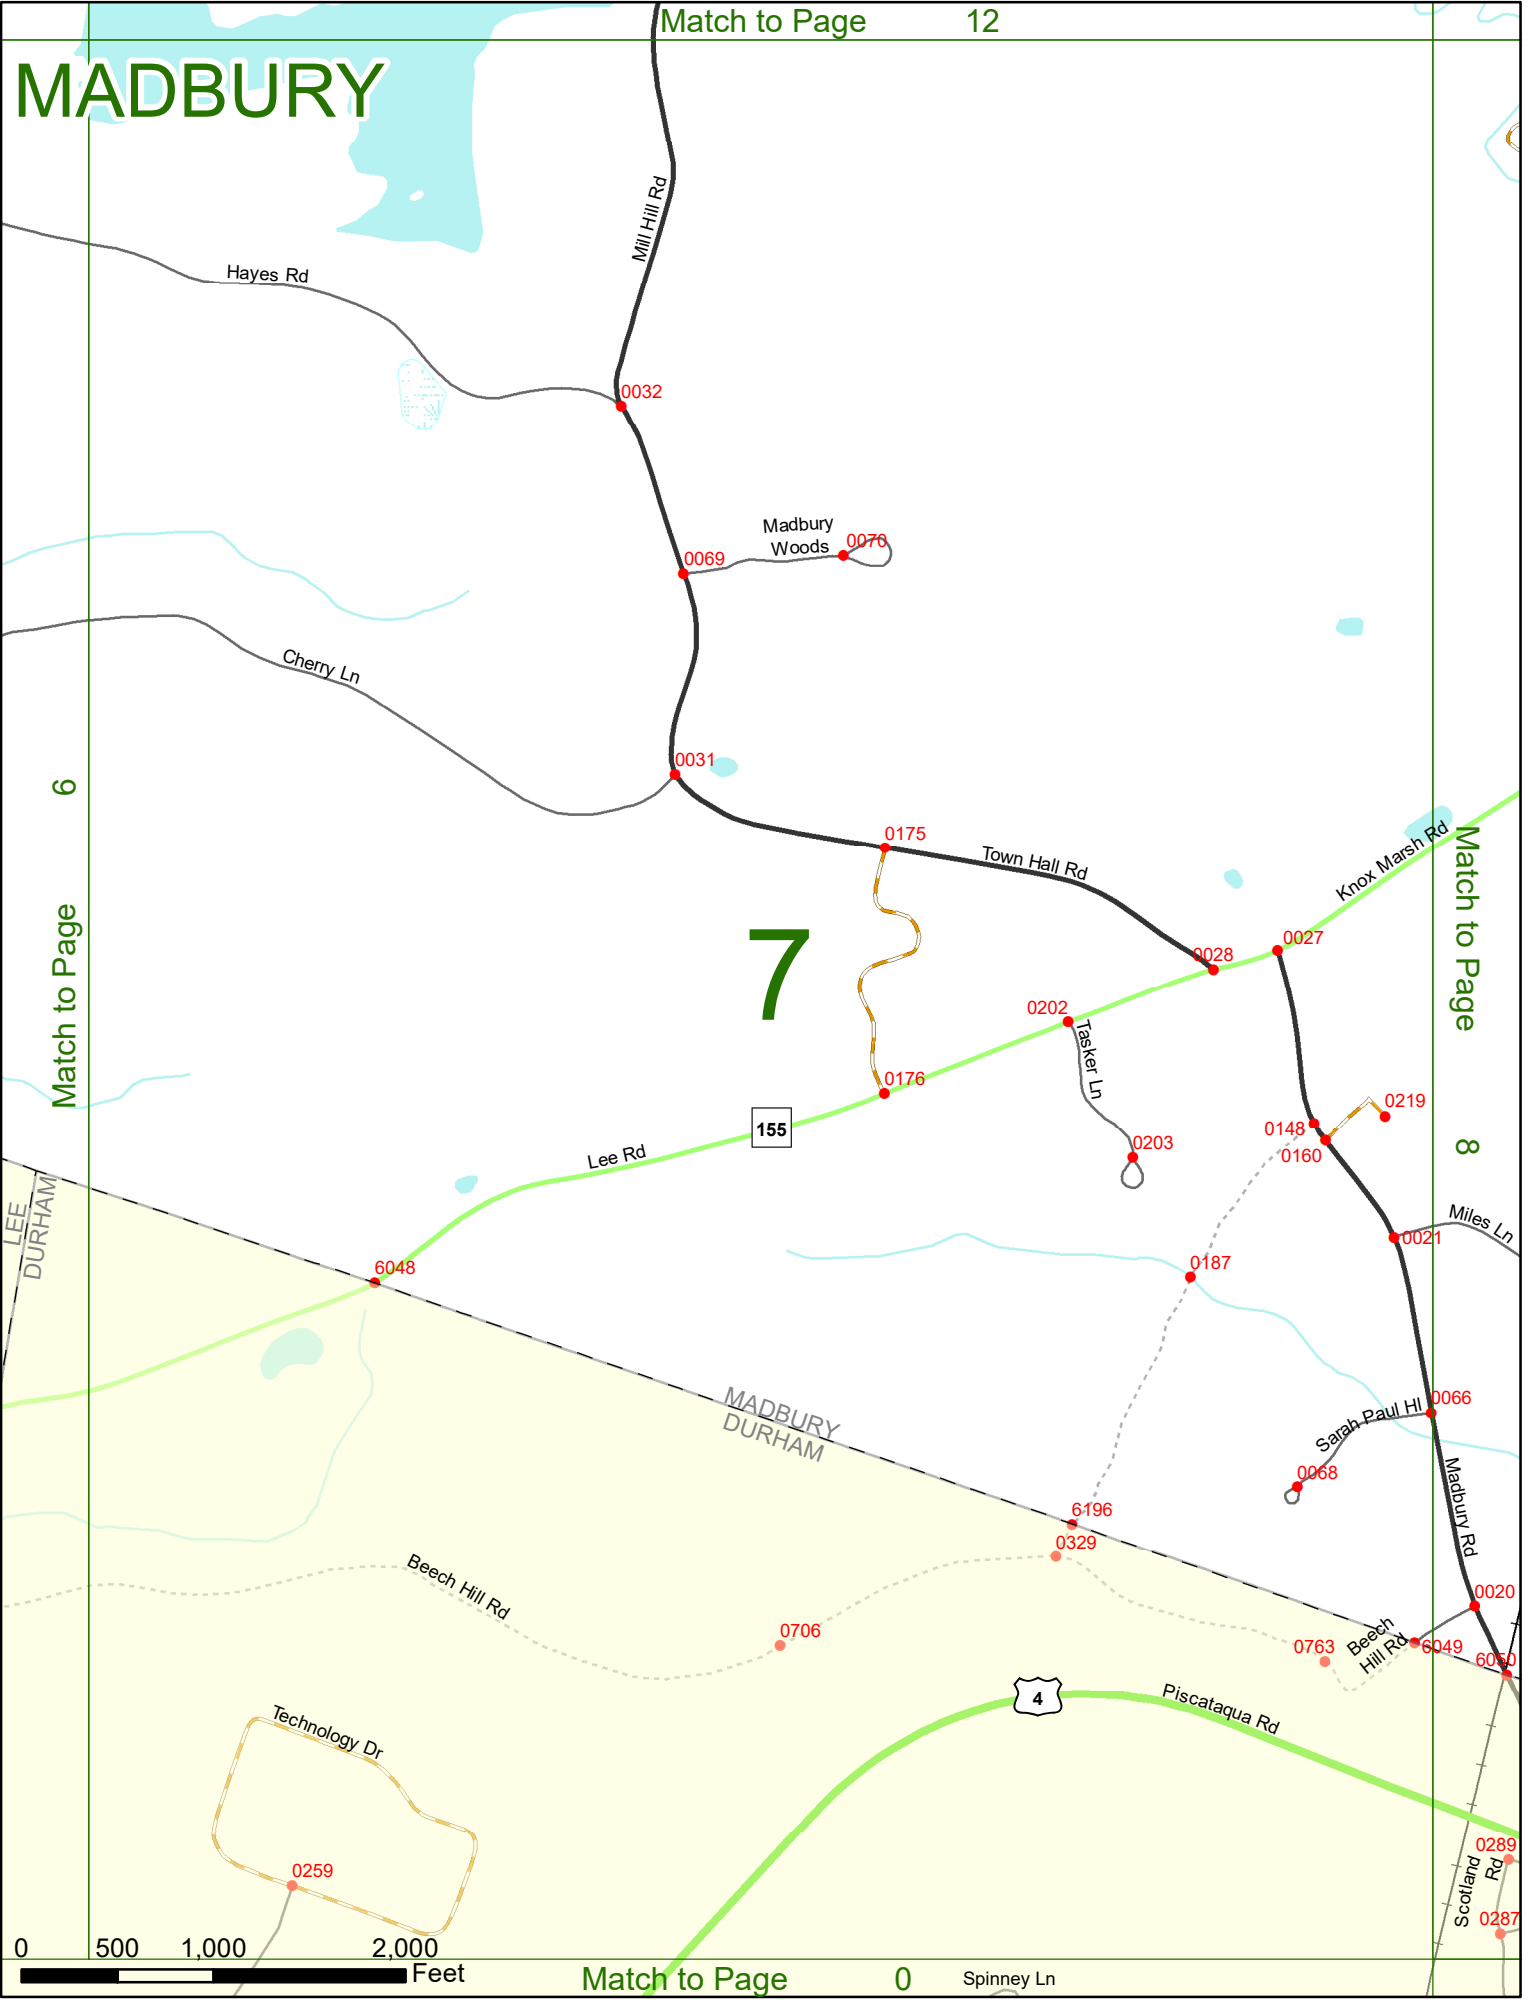 Match to Page 12
MADBURY
Mill Hill Rd
Hayes Rd
0032
Madbury
Woods
0070
0069
Cherry Ln
0031
6
Match to Page
0175
Town Hall Rd
Knox Marsh Rd
Match to Page
8
7
0027
0028
0202
Tasker Ln
0176
155
Lee Rd
0219
0148
0160
0203
Miles Ln
0021
LEE
DURHAM
6048
0187
MADBURY
DURHAM
0066
Sarah Paul Hl
0068
Madbury Rd
6196
0329
Beech Hill Rd
0706
0020
Beech
Hill Rd
0763
6049
6050
4
Piscataqua Rd
Technology Dr
0259
0289
Scotland
Rd
0287
0 500 1,000 2,000
Feet
Match to Page 0
Spinney Ln